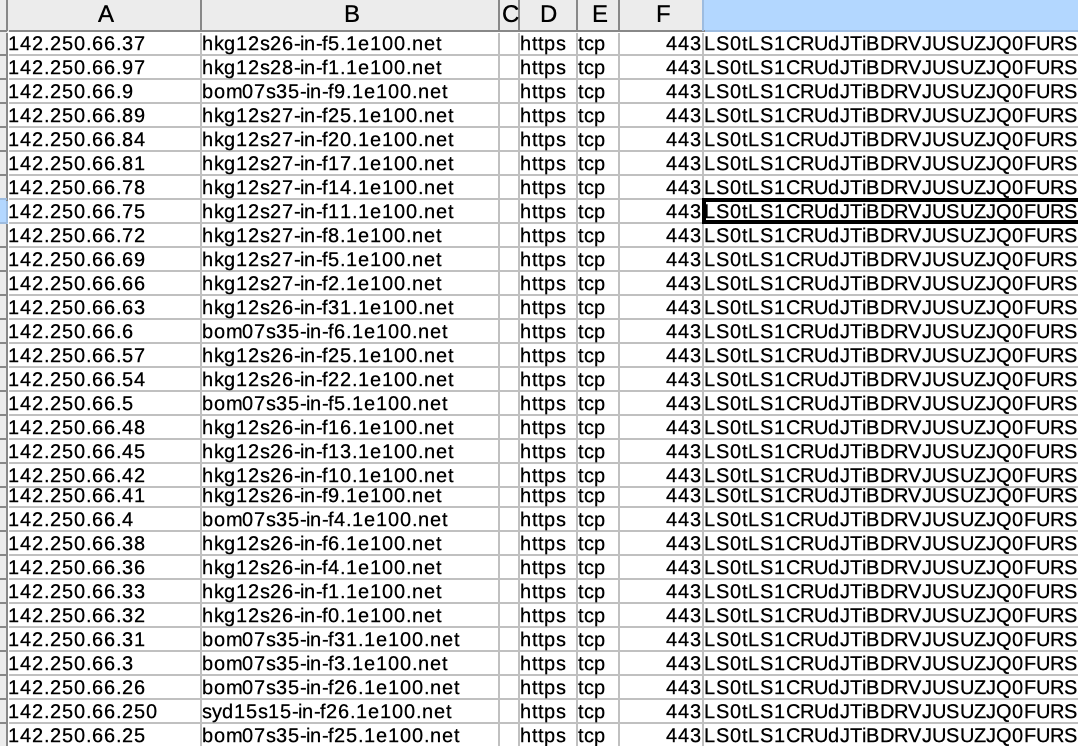 A B C D E F
142.250.66.37 hkg12s26-in-f5.1e100.net https tcp 443 LS0tLS1CRUdJTiBDRVJUSUZJQ0FURS
142.250.66.97 hkg12s28-in-f1.1e100.net https tcp 443 LS0tLS1CRUdJTiBDRVJUSUZJQ0FURS
142.250.66.9 bom07s35-in-f9.1e100.net https tcp 443 LS0tLS1CRUdJTiBDRVJUSUZJQ0FURS
142.250.66.89 hkg12s27-in-f25.1e100.net https tcp 443 LS0tLS1CRUdJTiBDRVJUSUZJQ0FURS
142.250.66.84 hkg12s27-in-f20.1e100.net https tcp 443 LS0tLS1CRUdJTiBDRVJUSUZJQ0FURS
142.250.66.81 hkg12s27-in-f17.1e100.net https tcp 443 LS0tLS1CRUdJTiBDRVJUSUZJQ0FURS
142.250.66.78 hkg12s27-in-f14.1e100.net https tcp 443 LS0tLS1CRUdJTiBDRVJUSUZJQ0FURS
142.250.66.75 hkg12s27-in-f11.1e100.net https tcp 443 LS0tLS1CRUdJTiBDRVJUSUZJQ0FURS
142.250.66.72 hkg12s27-in-f8.1e100.net https tcp 443 LS0tLS1CRUdJTiBDRVJUSUZJQ0FURS
142.250.66.69 hkg12s27-in-f5.1e100.net https tcp 443 LS0tLS1CRUdJTiBDRVJUSUZJQ0FURS
142.250.66.66 hkg12s27-in-f2.1e100.net https tcp 443 LS0tLS1CRUdJTiBDRVJUSUZJQ0FURS
142.250.66.63 hkg12s26-in-f31.1e100.net https tcp 443 LS0tLS1CRUdJTiBDRVJUSUZJQ0FURS
142.250.66.6 bom07s35-in-f6.1e100.net https tcp 443 LS0tLS1CRUdJTiBDRVJUSUZJQ0FURS
142.250.66.57 hkg12s26-in-f25.1e100.net https tcp 443 LS0tLS1CRUdJTiBDRVJUSUZJQ0FURS
142.250.66.54 hkg12s26-in-f22.1e100.net https tcp 443 LS0tLS1CRUdJTiBDRVJUSUZJQ0FURS
142.250.66.5 bom07s35-in-f5.1e100.net https tcp 443 LS0tLS1CRUdJTiBDRVJUSUZJQ0FURS
142.250.66.48 hkg12s26-in-f16.1e100.net https tcp 443 LS0tLS1CRUdJTiBDRVJUSUZJQ0FURS
142.250.66.45 hkg12s26-in-f13.1e100.net https tcp 443 LS0tLS1CRUdJTiBDRVJUSUZJQ0FURS
142.250.66.42 hkg12s26-in-f10.1e100.net https tcp 443 LS0tLS1CRUdJTiBDRVJUSUZJQ0FURS
142.250.66.41 hkg12s26-in-f9.1e100.net https tcp 443 LS0tLS1CRUdJTiBDRVJUSUZJQ0FURS
142.250.66.4 bom07s35-in-f4.1e100.net https tcp 443 LS0tLS1CRUdJTiBDRVJUSUZJQ0FURS
142.250.66.38 hkg12s26-in-f6.1e100.net https tcp 443 LS0tLS1CRUdJTiBDRVJUSUZJQ0FURS
142.250.66.36 hkg12s26-in-f4.1e100.net https tcp 443 LS0tLS1CRUdJTiBDRVJUSUZJQ0FURS
142.250.66.33 hkg12s26-in-f1.1e100.net https tcp 443 LS0tLS1CRUdJTiBDRVJUSUZJQ0FURS
142.250.66.32 hkg12s26-in-f0.1e100.net https tcp 443 LS0tLS1CRUdJTiBDRVJUSUZJQ0FURS
142.250.66.31 bom07s35-in-f31.1e100.net https tcp 443 LS0tLS1CRUdJTiBDRVJUSUZJQ0FURS
142.250.66.3 bom07s35-in-f3.1e100.net https tcp 443 LS0tLS1CRUdJTiBDRVJUSUZJQ0FURS
142.250.66.26 bom07s35-in-f26.1e100.net https tcp 443 LS0tLS1CRUdJTiBDRVJUSUZJQ0FURS
142.250.66.250 syd15s15-in-f26.1e100.net https tcp 443 LS0tLS1CRUdJTiBDRVJUSUZJQ0FURS
142.250.66.25 bom07s35-in-f25.1e100.net https tcp 443 LS0tLS1CRUdJTiBDRVJUSUZJQ0FURS